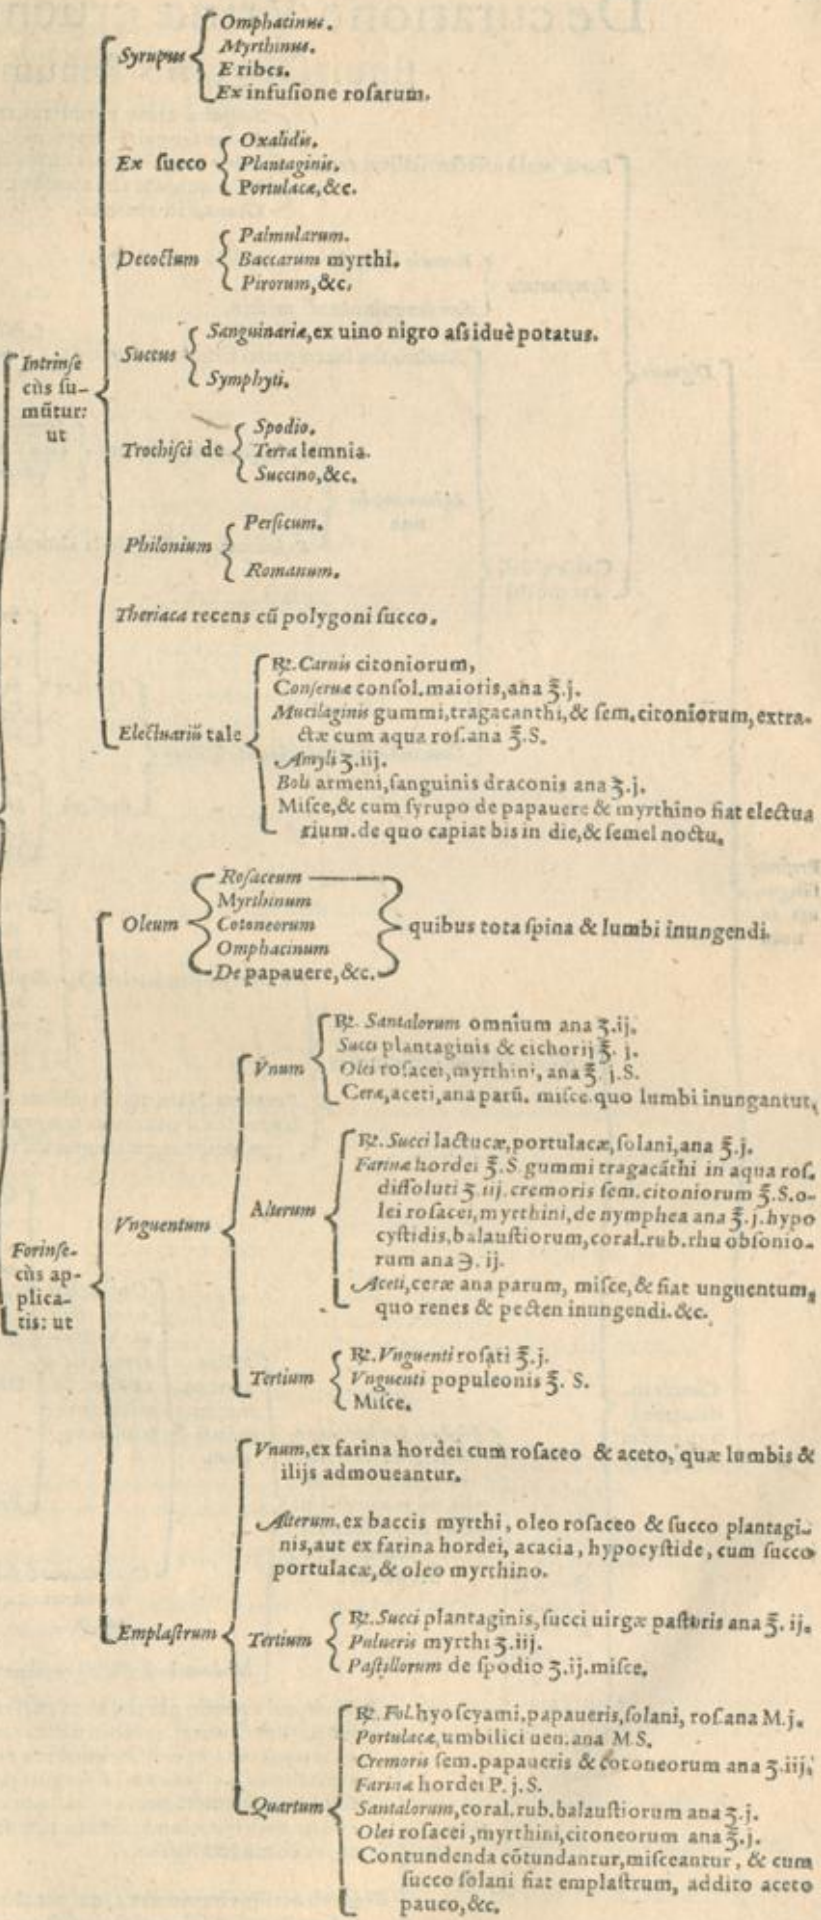 Intrinſe
cùs ſu-
mūtur:
ut
Syrupus
Omphacinus.
Myrthinus.
E ribes.
Ex infuſione roſarum.
Ex ſucco
Oxalidis.
Plantaginis.
Portulacæ, &c.
Decoctum
Palmularum.
Baccarum myrthi.
Pirorum, &c.
Succus
Sanguinariæ, ex uino nigro aſsiduè potatus.
Symphyti.
Trochiſci de
Spodio.
Terra lemnia.
Succino, &c.
Philonium
Perſicum.
Romanum.
Theriaca recens cū polygoni ſucco.
Electuariū tale
℞. Carnis citoniorum,
Conſeruæ conſol. maioris, ana ℥.j.
Mucilaginis gummi, tragacanthi, & ſem. citoniorum, extra-
ctæ cum aqua roſ. ana ℥.S.
Amyli ʒ.iij.
Boli armeni, ſanguinis draconis ana ʒ.j.
Miſce, & cum ſyrupo de papauere & myrthino fiat electua
rium. de quo capiat bis in die, & ſemel noctu.
Forinſe-
cùs ap-
plica-
tis: ut
Oleum
Roſaceum
Myrthinum
Cotoneorum
Omphacinum
De papauere, &c.
quibus tota ſpina & lumbi inungendi.
Vnguentum
Vnum
℞. Santalorum omnium ana ʒ.ij.
Succi plantaginis & cichorij ℥. j.
Olei roſacei, myrthini, ana ℥. j.S.
Ceræ, aceti, ana parū. miſce. quo lumbi inungantur.
Alterum
℞. Succi lactucæ, portulacæ, ſolani, ana ℥.j.
Farinæ hordei ℥.S. gummi tragacāthi in aqua roſ.
diſſoluti ʒ. iij. cremoris ſem. citoniorum ℥.S. o-
lei roſacei, myrthini, de nymphea ana ℥.j. hypo
cyſtidis, balauſtiorum, coral. rub. rhu obſonio-
rum ana ℈. ij.
Aceti, ceræ ana parum, miſce, & fiat unguentum,
quo renes & pecten inungendi. &c.
Tertium
℞. Vnguenti roſati ℥.j.
Vnguenti populeonis ℥. S.
Miſce.
Emplaſtrum
Vnum, ex farina hordei cum roſaceo & aceto, quæ lumbis &
ilijs admoueantur.
Alterum. ex baccis myrthi, oleo roſaceo & ſucco plantagi-
nis, aut ex farina hordei, acacia, hypocyſtide, cum ſucco
portulacæ, & oleo myrthino.
Tertium
℞. Succi plantaginis, ſucci uirgæ paſtoris ana ℥. ij.
Pulueris myrthi ʒ.iij.
Paſtillorum de ſpodio ʒ.ij. miſce.
Quartum
℞. Fol. hyoſcyami, papaueris, ſolani, roſ. ana M.j.
Portulacæ, umbilici uen. ana M.S.
Cremoris ſem. papaueris & cotoneorum ana ʒ.iij.
Farinæ hordei P. j.S.
Santalorum, coral. rub. balauſtiorum ana ʒ.j.
Olei roſacei, myrthini, citoneorum ana ℥.j.
Contundenda cōtundantur, miſceantur, & cum
ſucco ſolani fiat emplaſtrum, addito aceto
pauco, &c.